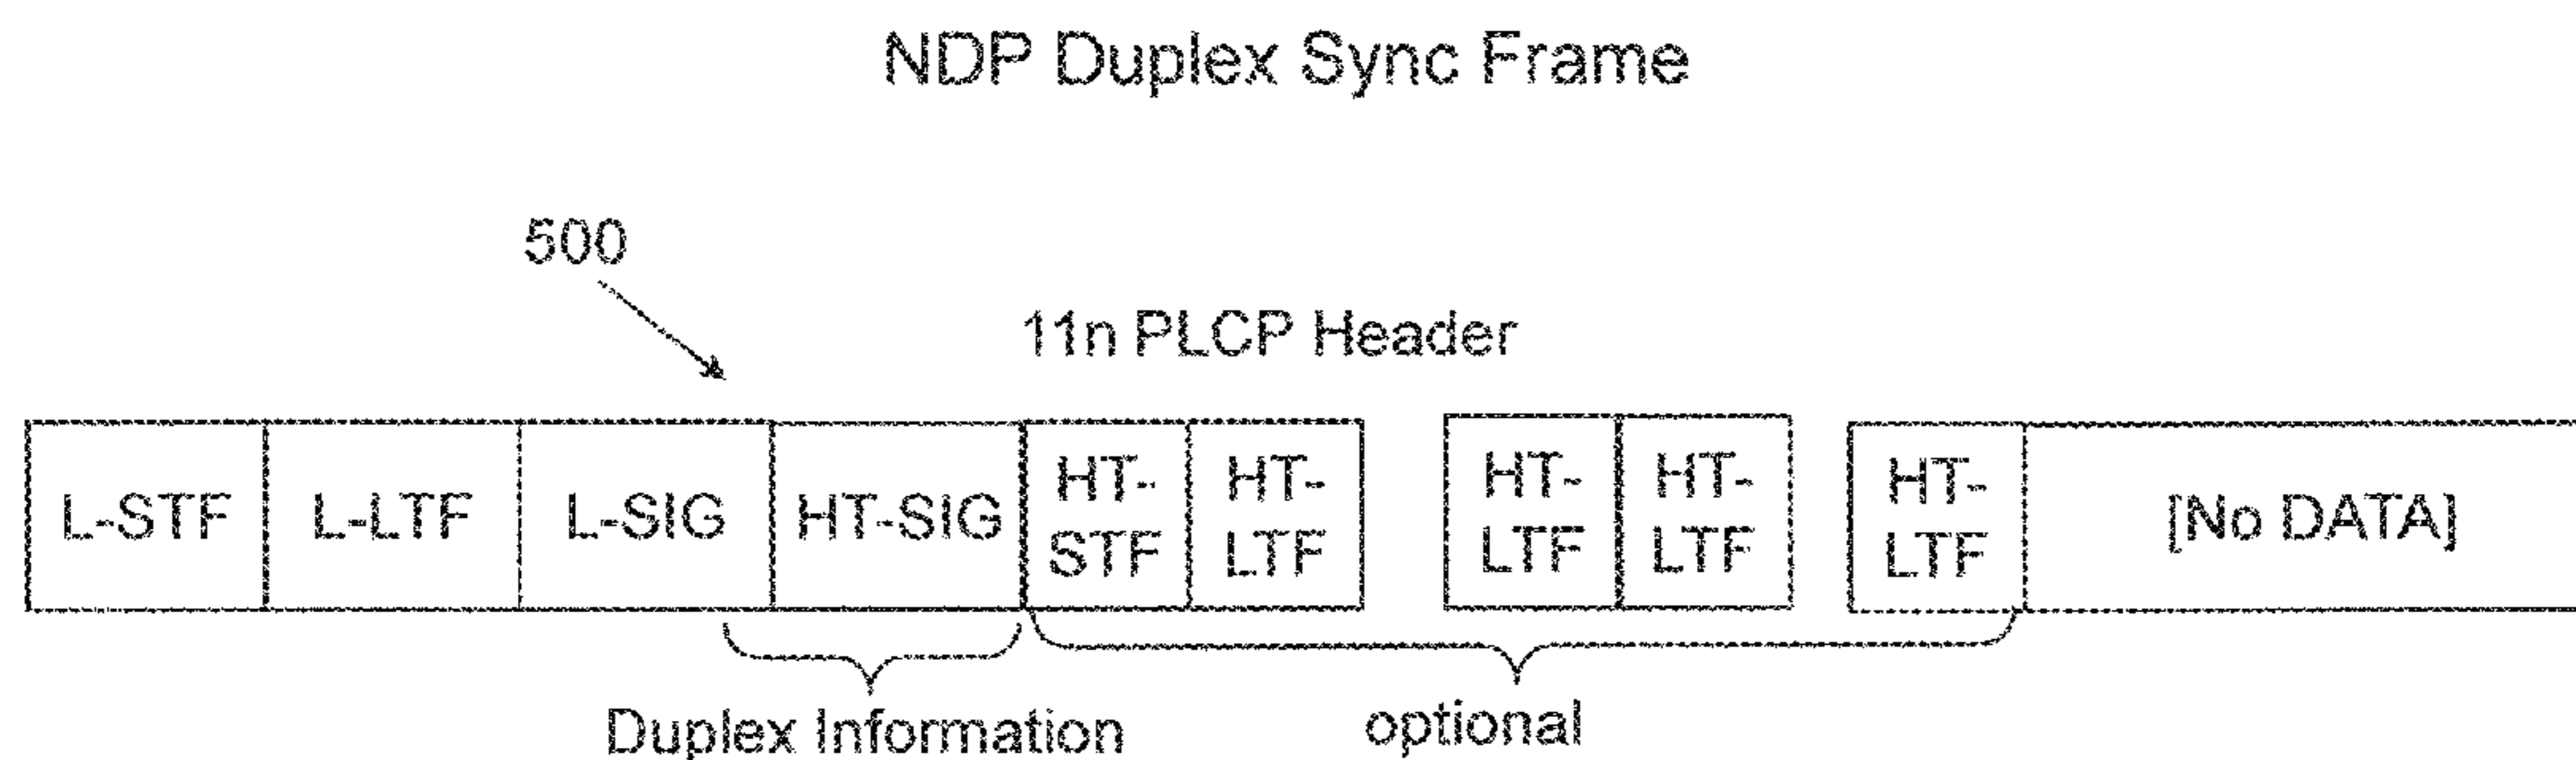 NDP Duplex Sync Frame
500
11n PLCP Header
L-STF
L-LTF
L-SIG
HT-SIG
HT-
STF
HT-
LTF
HT-
LTF
HT-
LTF
HT-
LTF
[No DATA]
Duplex Information
optional